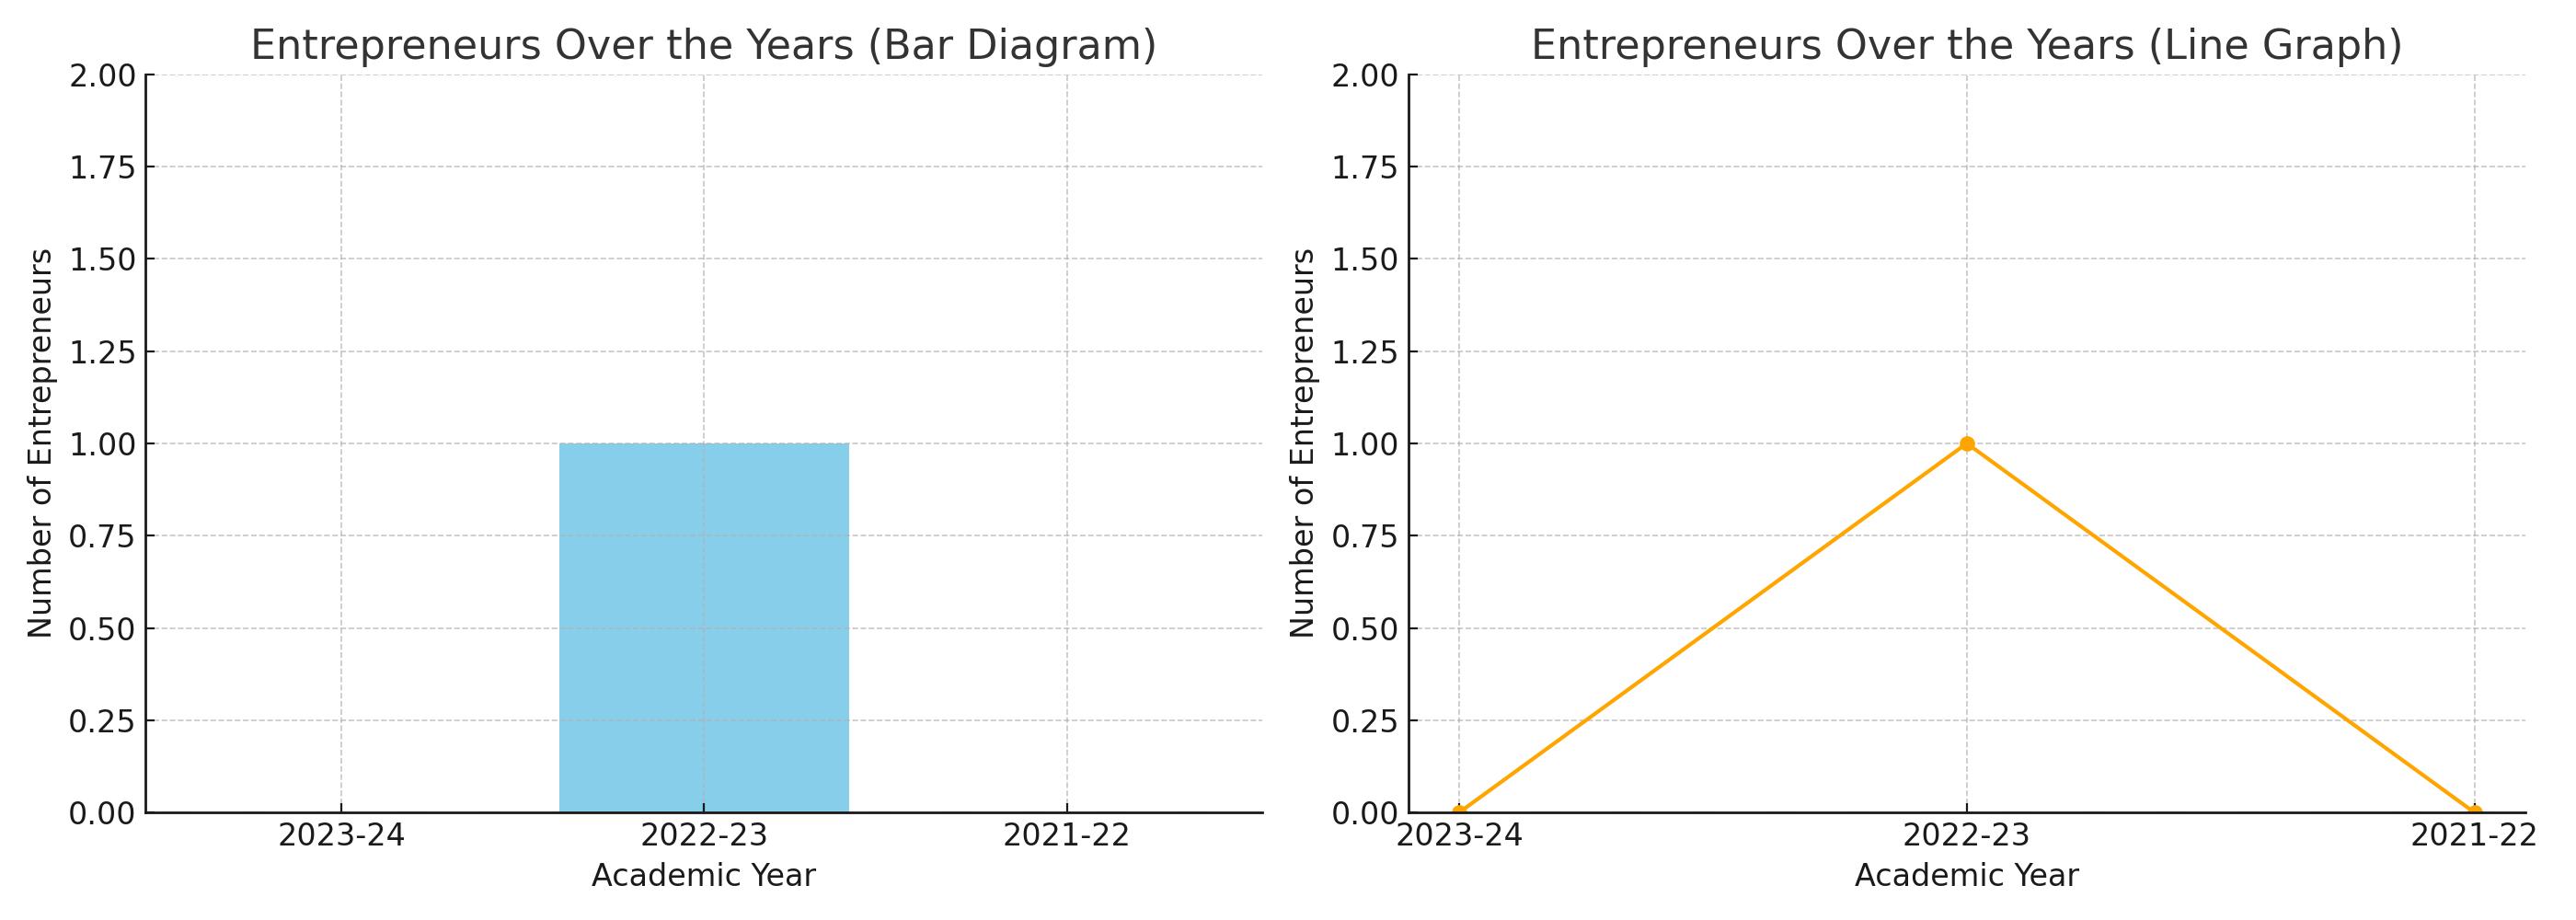 Entrepreneurs Over the Years (Bar Diagram)
2.00
1.75
1.50
1.25
1.00
0.75
0.50
0.25
0.00
Number of Entrepreneurs
2023-24 2022-23 2021-22
Academic Year
Entrepreneurs Over the Years (Line Graph)
2.00
1.75
1.50
1.25
1.00
0.75
0.50
0.25
0.00
Number of Entrepreneurs
2023-24 2022-23 2021-22
Academic Year